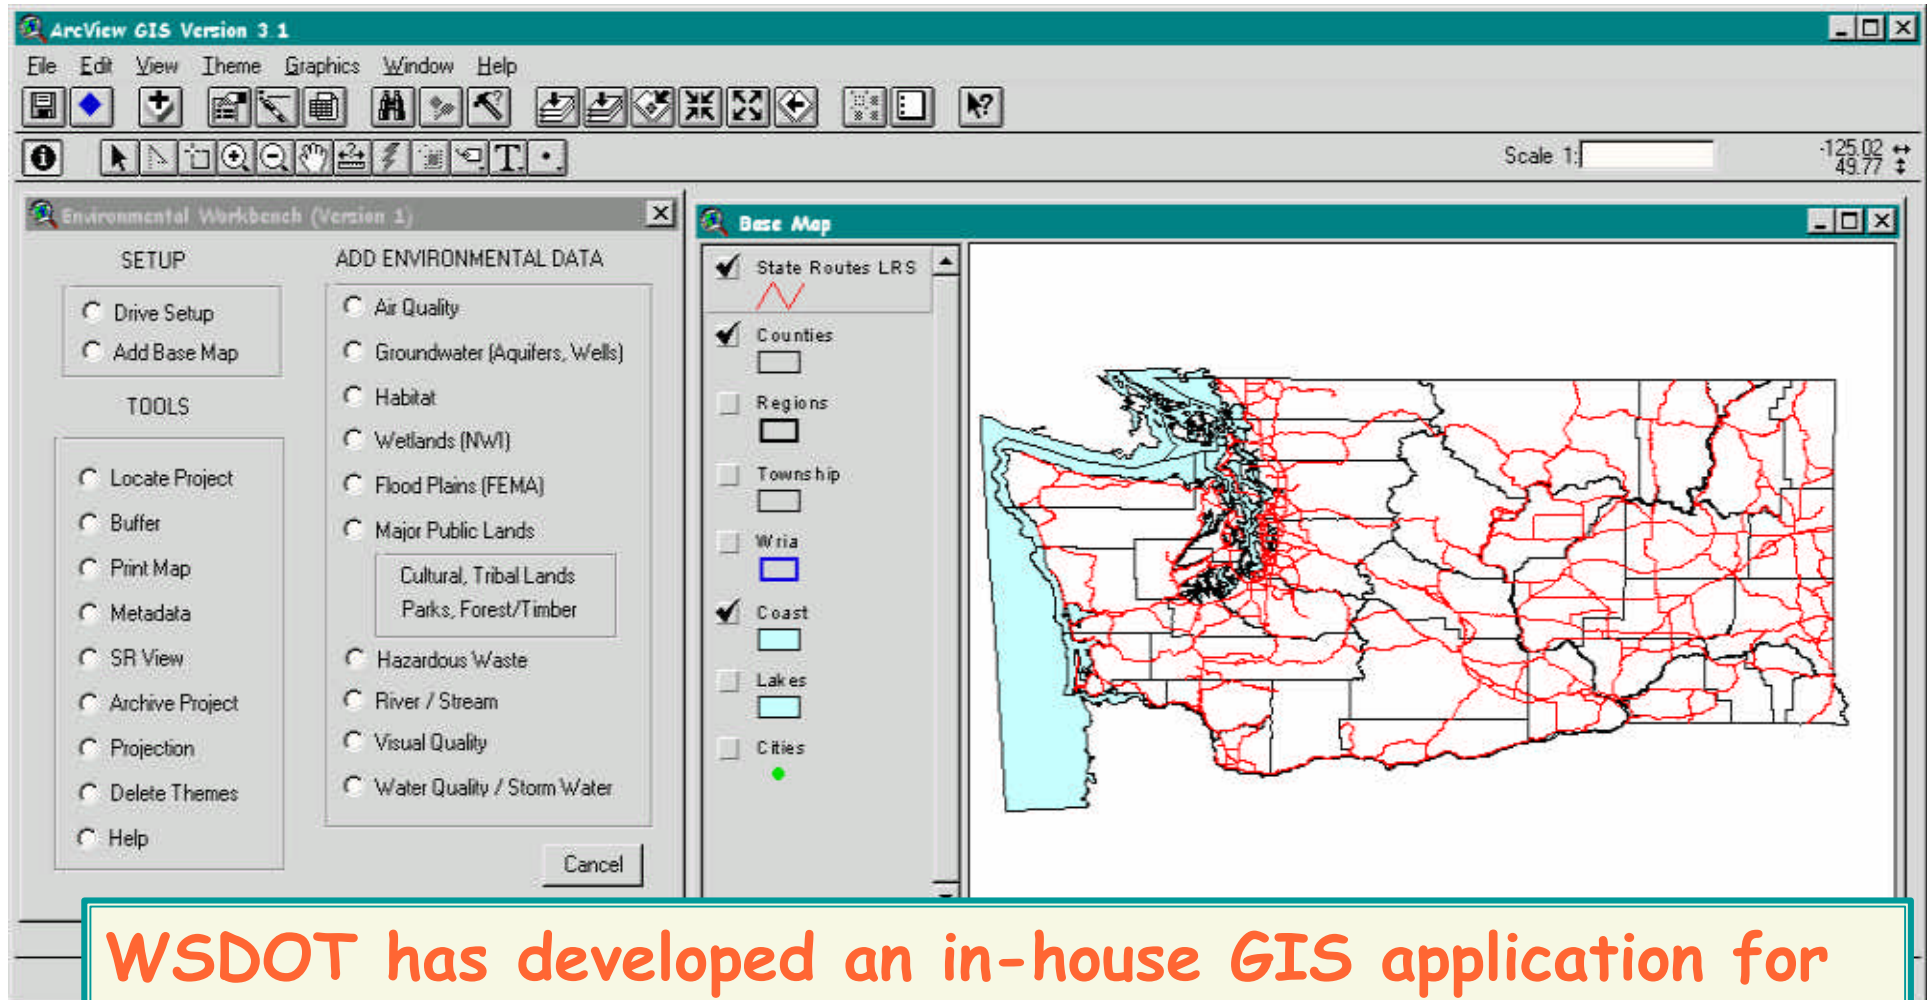 ArcView GIS Version 3.1
File Edit View Theme Graphics Window Help
Scale 1:
-125.02
49.77
Environmental Workbench (Version 1)
SETUP
Drive Setup
Add Base Map
TOOLS
Locate Project
Buffer
Print Map
Metadata
SR View
Archive Project
Projection
Delete Themes
Help
ADD ENVIRONMENTAL DATA
Air Quality
Groundwater (Aquifers, Wells)
Habitat
Wetlands (NWI)
Flood Plains (FEMA)
Major Public Lands
Cultural, Tribal Lands
Parks, Forest/Timber
Hazardous Waste
River / Stream
Visual Quality
Water Quality / Storm Water
Cancel
Base Map
State Routes LRS
Counties
Regions
Township
Wria
Coast
Lakes
Cities
WSDOT has developed an in-house GIS application for